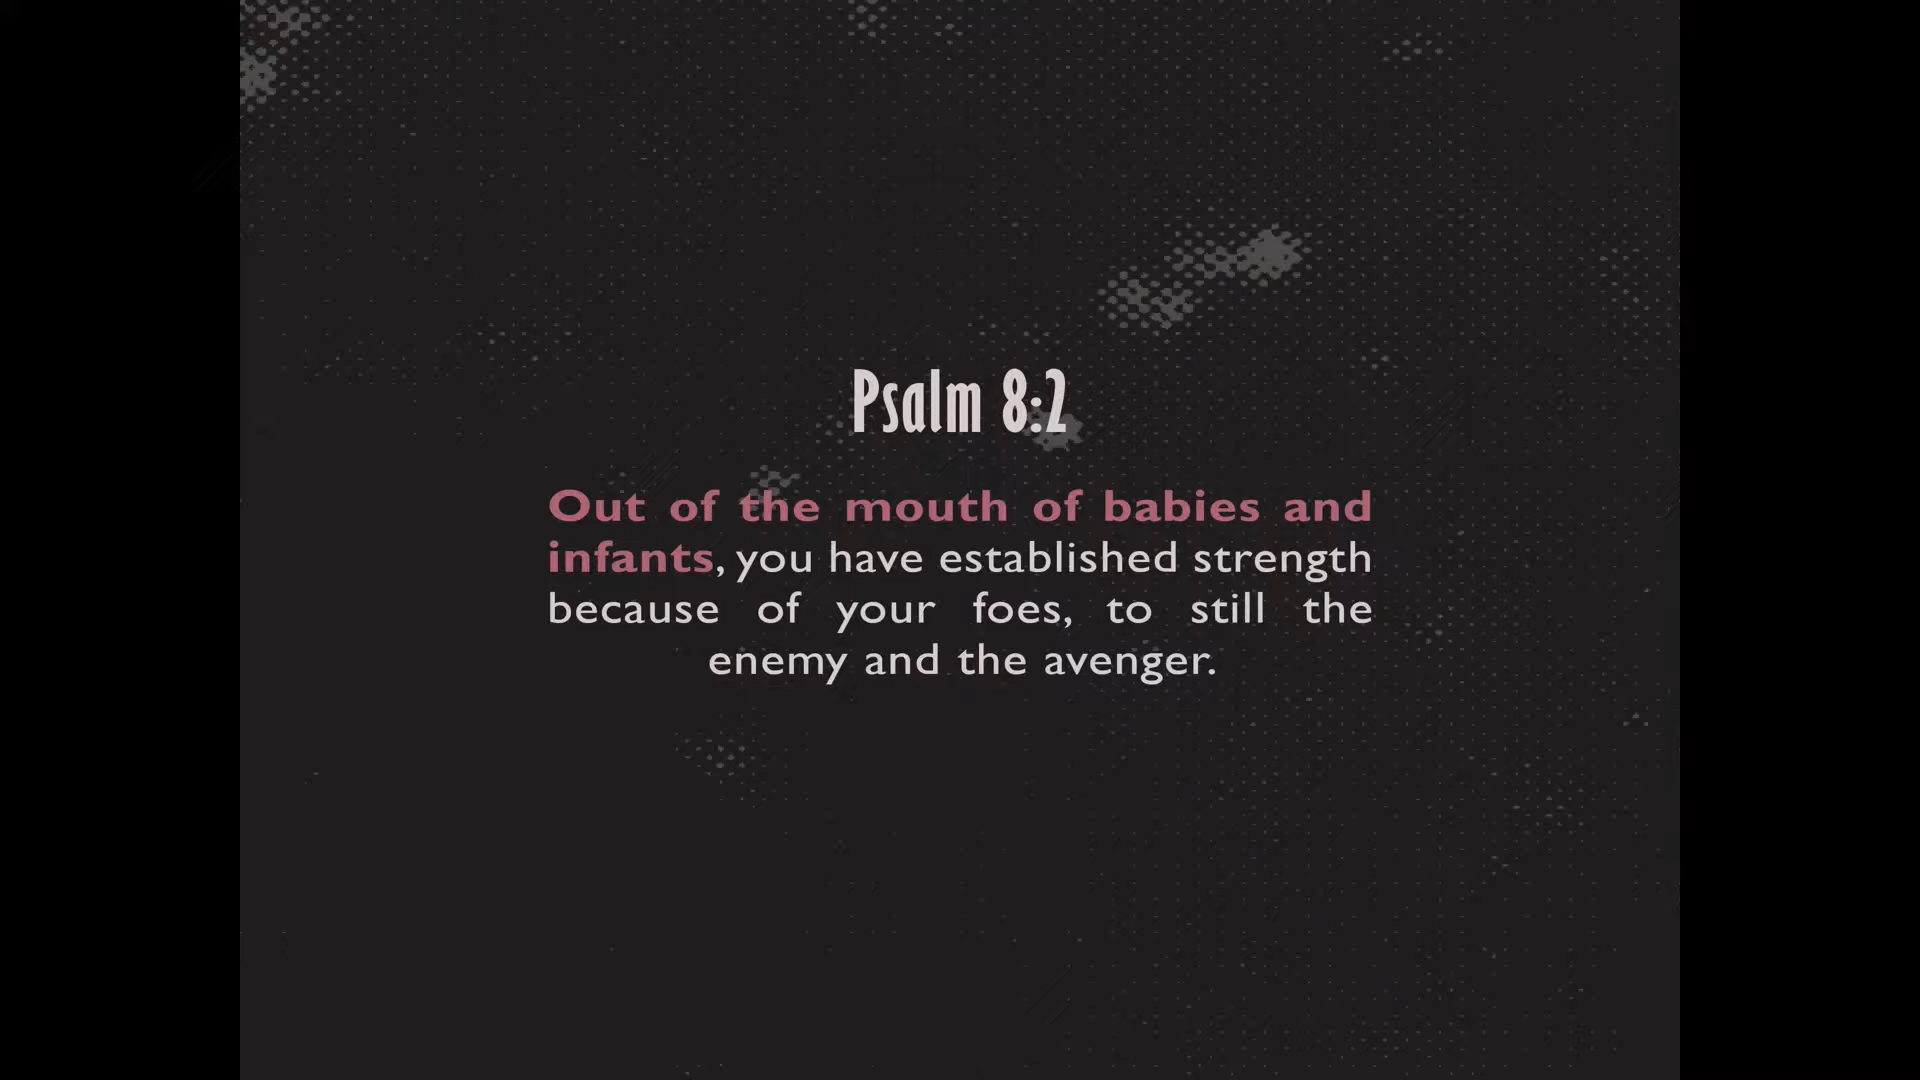 Psalm 8:2
Out of the mouth of babies and
infants, you have established strength
because of your foes, to still the
enemy and the avenger.